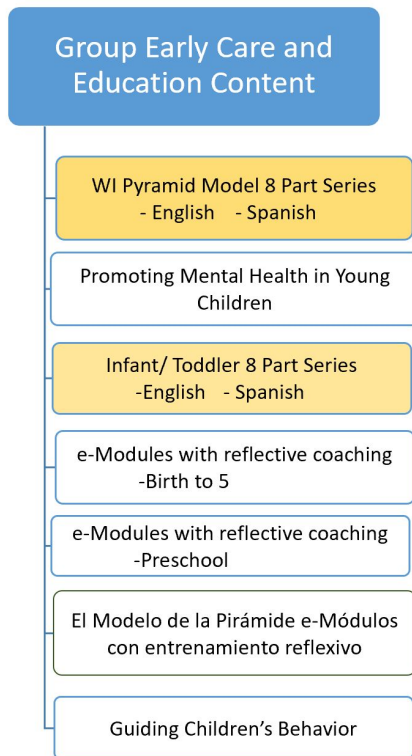 Group Early Care and
Education Content
WI Pyramid Model 8 Part Series
- English - Spanish
Promoting Mental Health in Young
Children
Infant/ Toddler 8 Part Series
-English - Spanish
e-Modules with reflective coaching
-Birth to 5
e-Modules with reflective coaching
-Preschool
El Modelo de la Pirámide e-Módulos
con entrenamiento reflexivo
Guiding Children’s Behavior